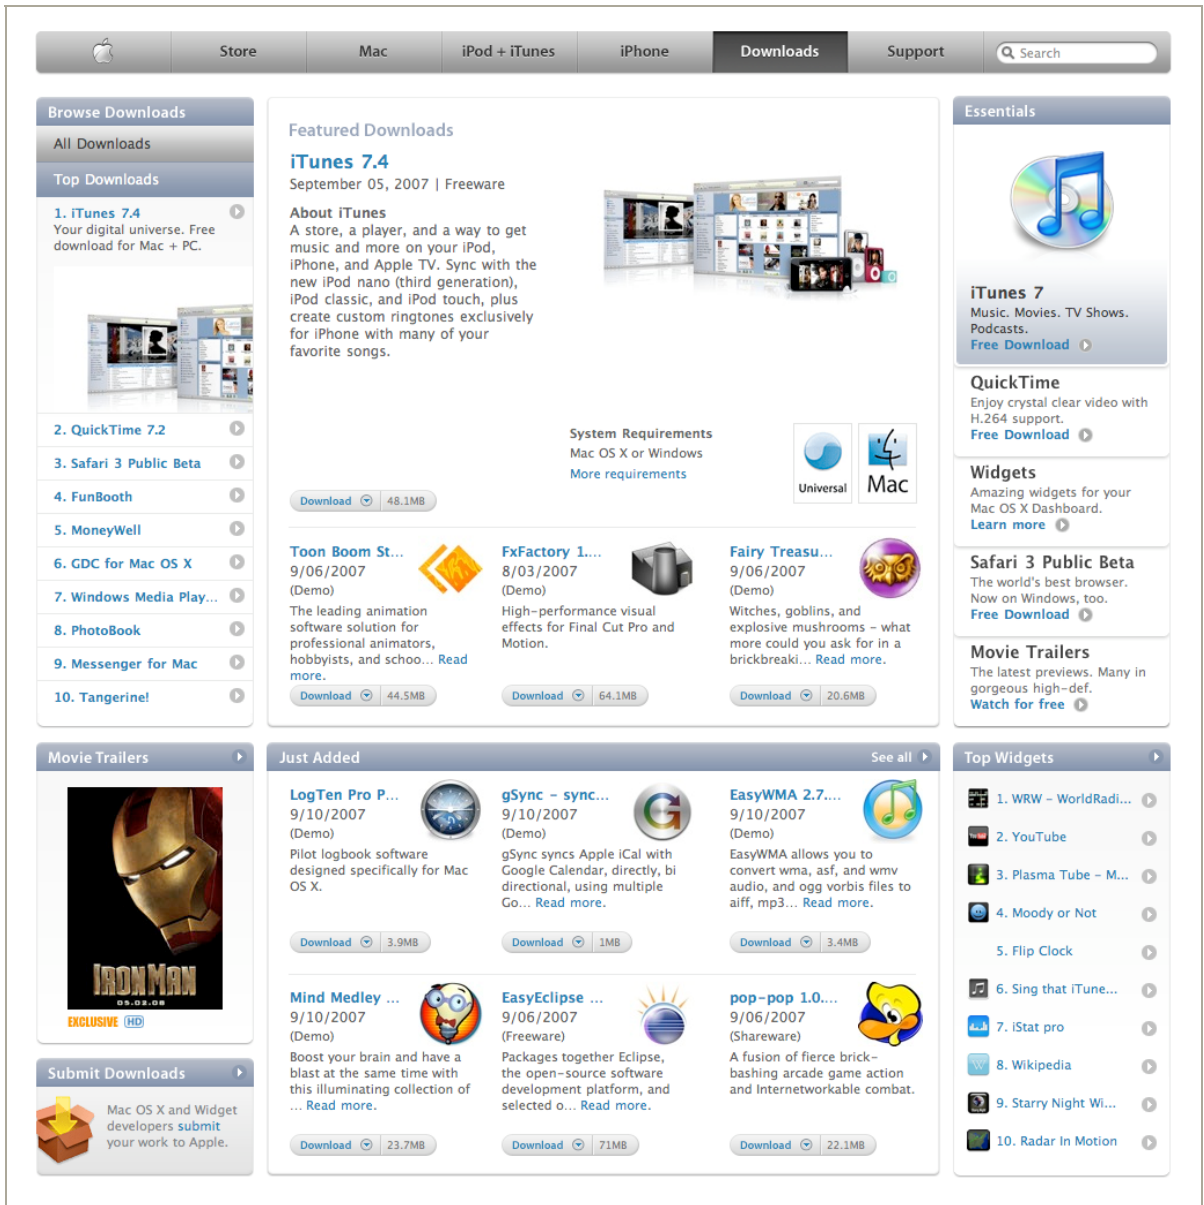 Store
Mac
iPod + iTunes
iPhone
Downloads
Support
Search
Browse Downloads
All Downloads
Top Downloads
1. iTunes 7.4
Your digital universe. Free
download for Mac + PC.
2. QuickTime 7.2
3. Safari 3 Public Beta
4. FunBooth
5. MoneyWell
6. GDC for Mac OS X
7. Windows Media Play...
8. PhotoBook
9. Messenger for Mac
10. Tangerine!
Featured Downloads
iTunes 7.4
September 05, 2007 | Freeware
About iTunes
A store, a player, and a way to get
music and more on your iPod,
iPhone, and Apple TV. Sync with the
new iPod nano (third generation),
iPod classic, and iPod touch, plus
create custom ringtones exclusively
for iPhone with many of your
favorite songs.
System Requirements
Mac OS X or Windows
More requirements
Universal
Mac
Download 48.1MB
Toon Boom St...
9/06/2007
(Demo)
The leading animation
software solution for
professional animators,
hobbyists, and schoo... Read
more.
Download 44.5MB
FxFactory 1....
8/03/2007
(Demo)
High-performance visual
effects for Final Cut Pro and
Motion.
Download 64.1MB
Fairy Treasu...
9/06/2007
(Demo)
Witches, goblins, and
explosive mushrooms - what
more could you ask for in a
brickbreaki... Read more.
Download 20.6MB
Essentials
iTunes 7
Music. Movies. TV Shows.
Podcasts.
Free Download
QuickTime
Enjoy crystal clear video with
H.264 support.
Free Download
Widgets
Amazing widgets for your
Mac OS X Dashboard.
Learn more
Safari 3 Public Beta
The world's best browser.
Now on Windows, too.
Free Download
Movie Trailers
The latest previews. Many in
gorgeous high-def.
Watch for free
Movie Trailers
IRON MAN
05.02.08
EXCLUSIVE HD
Submit Downloads
Mac OS X and Widget
developers submit
your work to Apple.
Just Added
See all
LogTen Pro P...
9/10/2007
(Demo)
Pilot logbook software
designed specifically for Mac
OS X.
Download 3.9MB
gSync - sync...
9/10/2007
(Demo)
gSync syncs Apple iCal with
Google Calendar, directly, bi
directional, using multiple
Go... Read more.
Download 1MB
EasyWMA 2.7....
9/10/2007
(Demo)
EasyWMA allows you to
convert wma, asf, and wmv
audio, and ogg vorbis files to
aiff, mp3... Read more.
Download 3.4MB
Mind Medley ...
9/10/2007
(Demo)
Boost your brain and have a
blast at the same time with
this illuminating collection of
... Read more.
Download 23.7MB
EasyEclipse ...
9/06/2007
(Freeware)
Packages together Eclipse,
the open-source software
development platform, and
selected o... Read more.
Download 71MB
pop-pop 1.0....
9/06/2007
(Shareware)
A fusion of fierce brick-
bashing arcade game action
and Internetworkable combat.
Download 22.1MB
Top Widgets
1. WRW - WorldRadi...
2. YouTube
3. Plasma Tube - M...
4. Moody or Not
5. Flip Clock
6. Sing that iTune...
7. iStat pro
8. Wikipedia
9. Starry Night Wi...
10. Radar In Motion